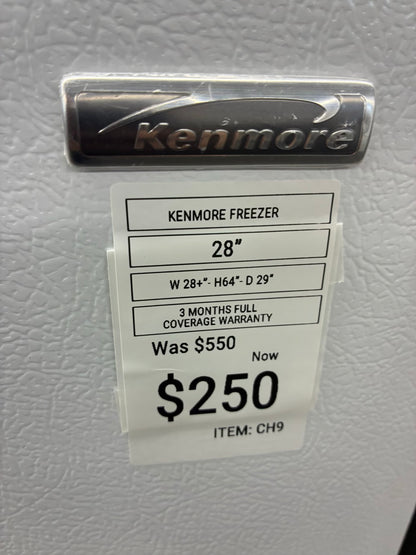 Kenmore
KENMORE FREEZER
28"
W 28+"- H64"- D 29"
3 MONTHS FULL
COVERAGE WARRANTY
Was $550
Now
$250
ITEM: CH9